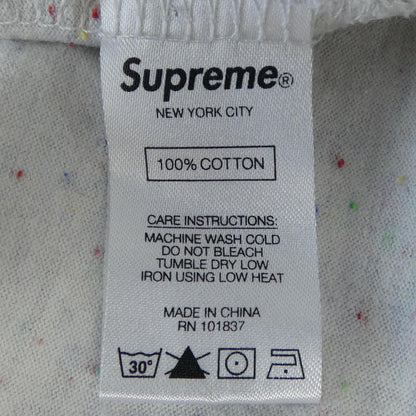 Supreme®
NEW YORK CITY
100% COTTON
CARE INSTRUCTIONS:
MACHINE WASH COLD
DO NOT BLEACH
TUMBLE DRY LOW
IRON USING LOW HEAT
MADE IN CHINA
RN 101837
30°